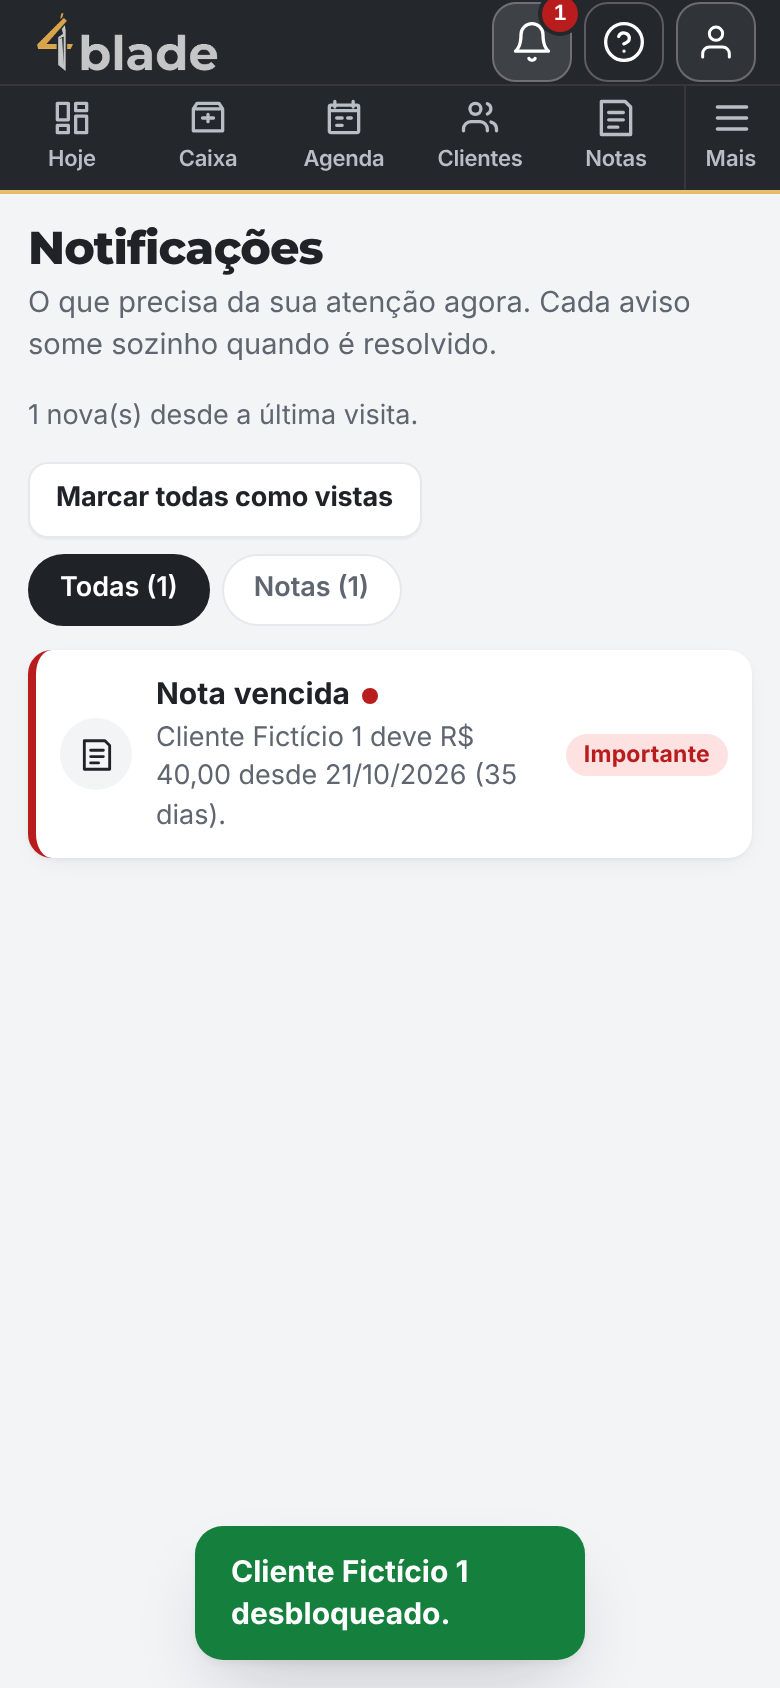 4blade
1
Hoje
Caixa
Agenda
Clientes
Notas
Mais
Notificações
O que precisa da sua atenção agora. Cada aviso
some sozinho quando é resolvido.
1 nova(s) desde a última visita.
Marcar todas como vistas
Todas (1)
Notas (1)
Nota vencida
Cliente Fictício 1 deve R$
40,00 desde 21/10/2026 (35
dias).
Importante
Cliente Fictício 1
desbloqueado.